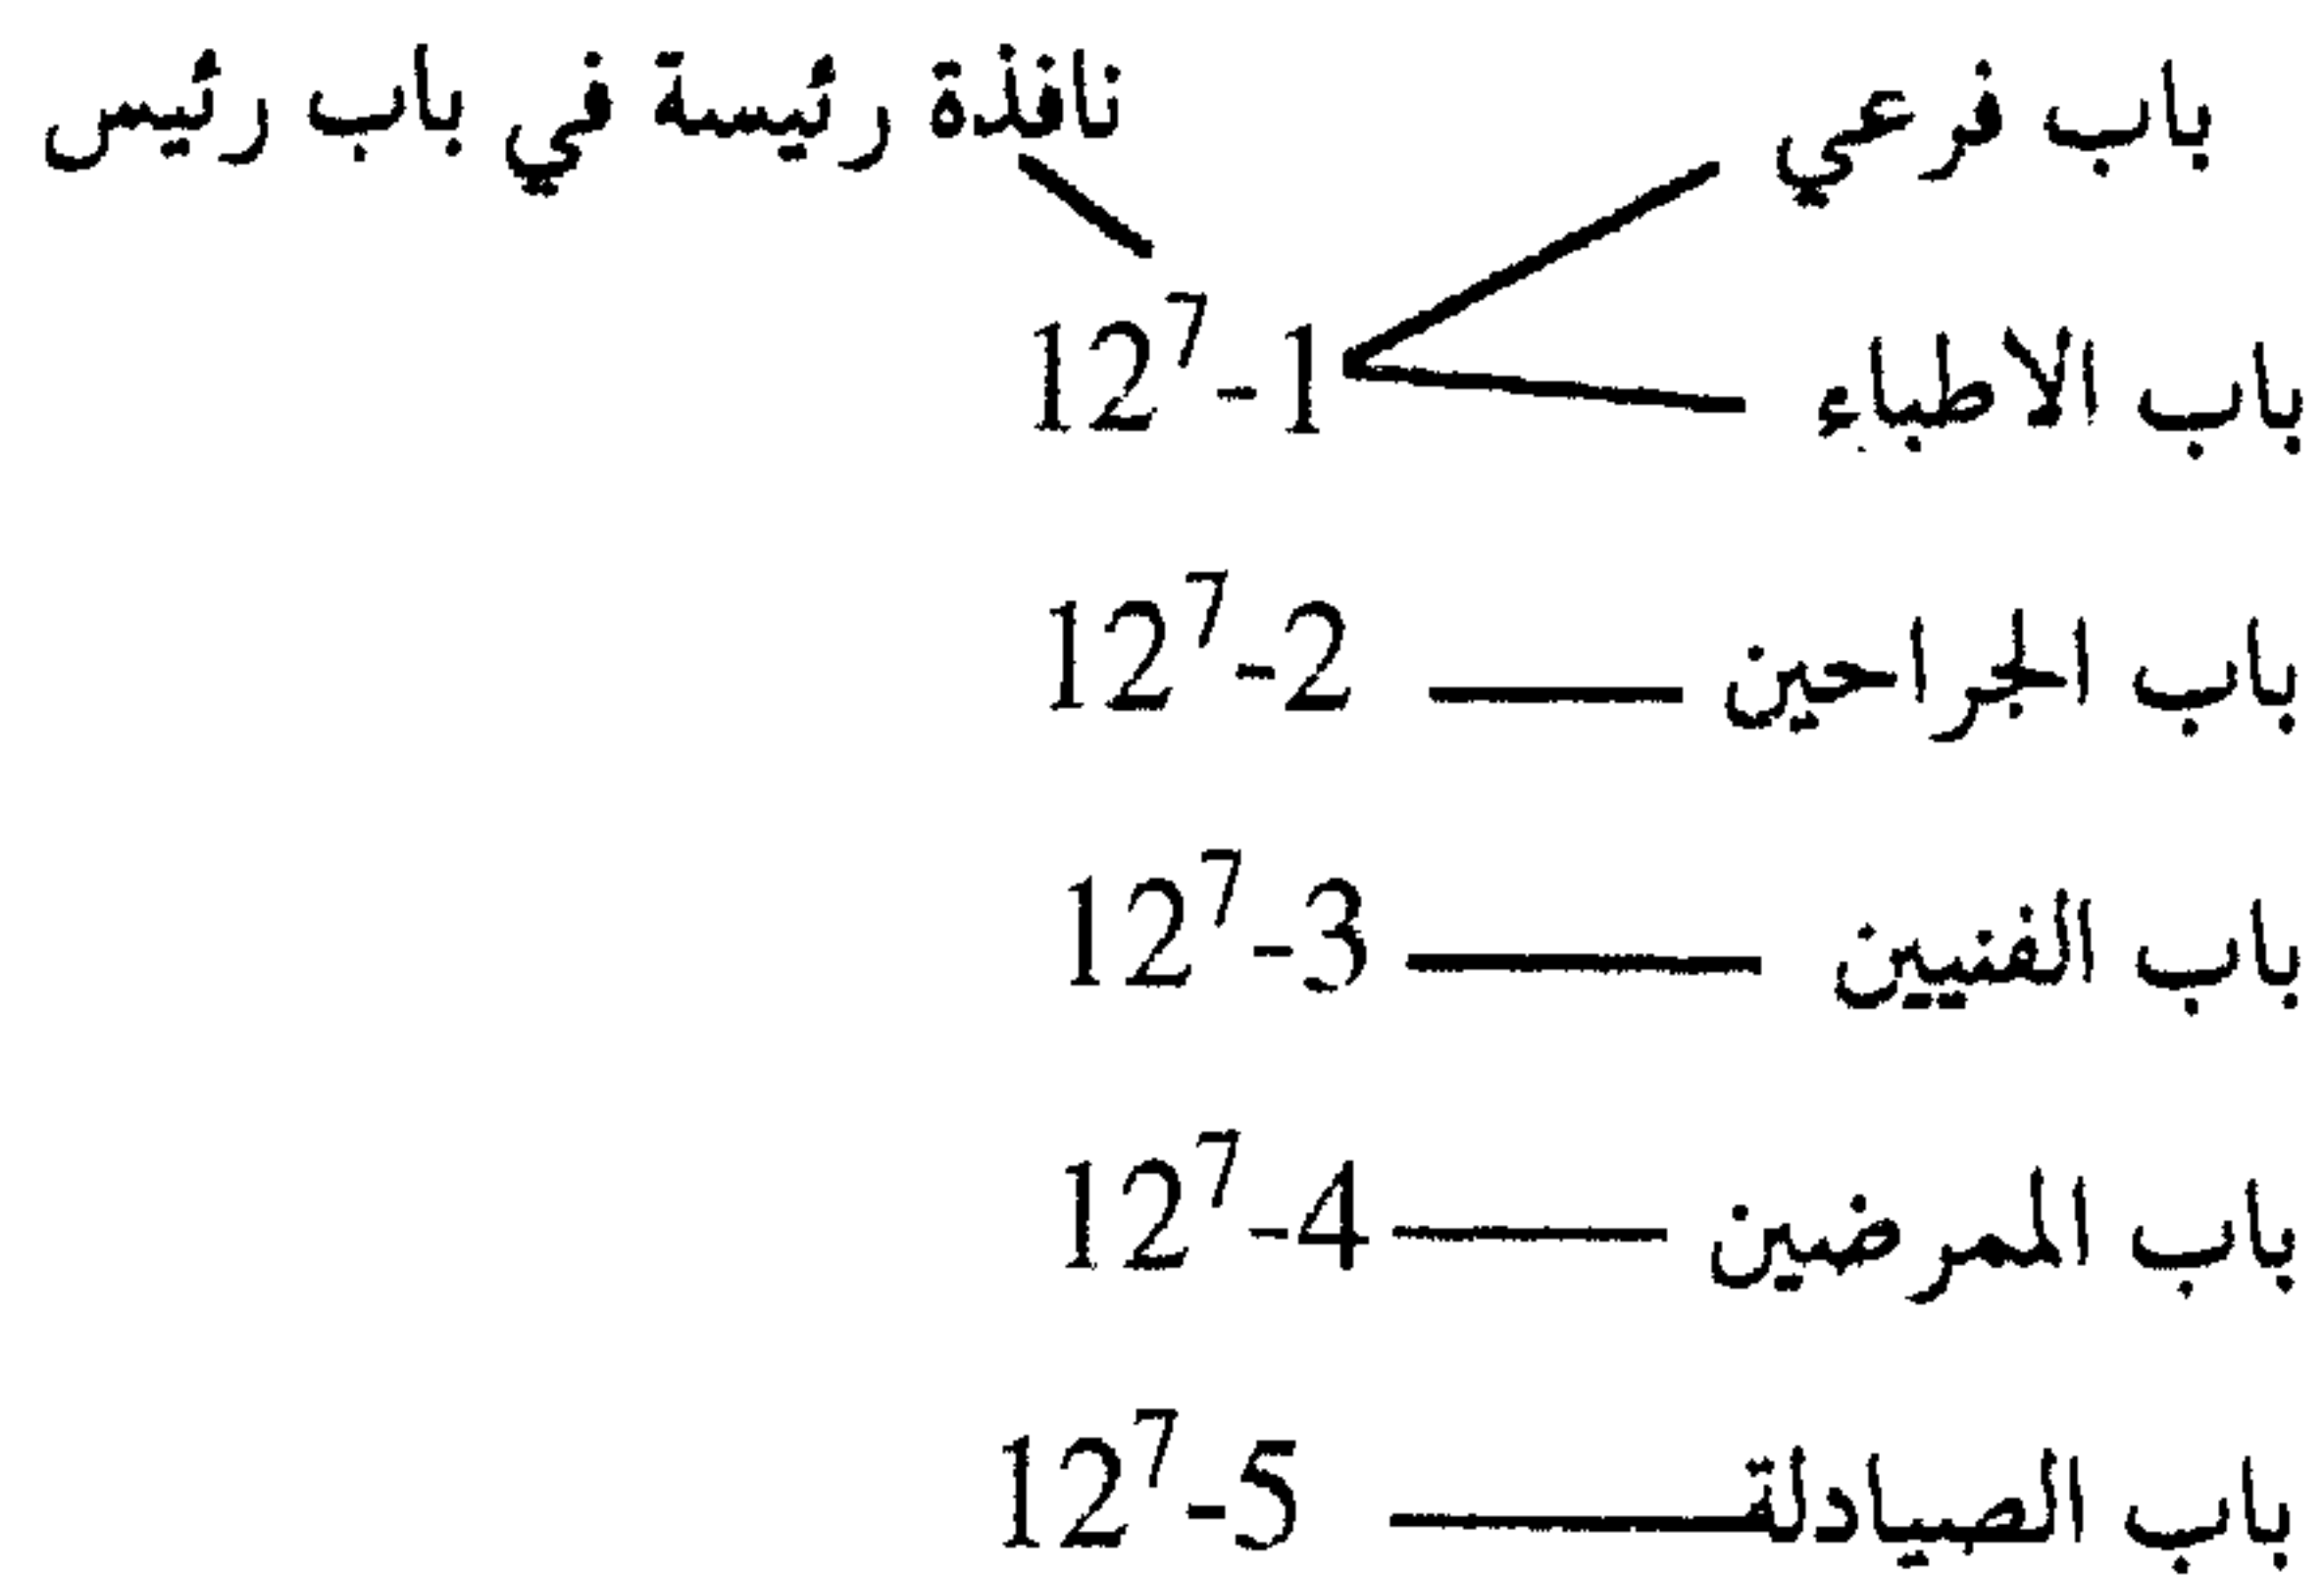 باب فرعي نافذة رئيسة في باب رئيس
باب الاطباء 12⁷-1
باب الجراحين 12⁷-2
باب الفنيين 12⁷-3
باب الممرضين 12⁷-4
باب الصيادلة 12⁷-5